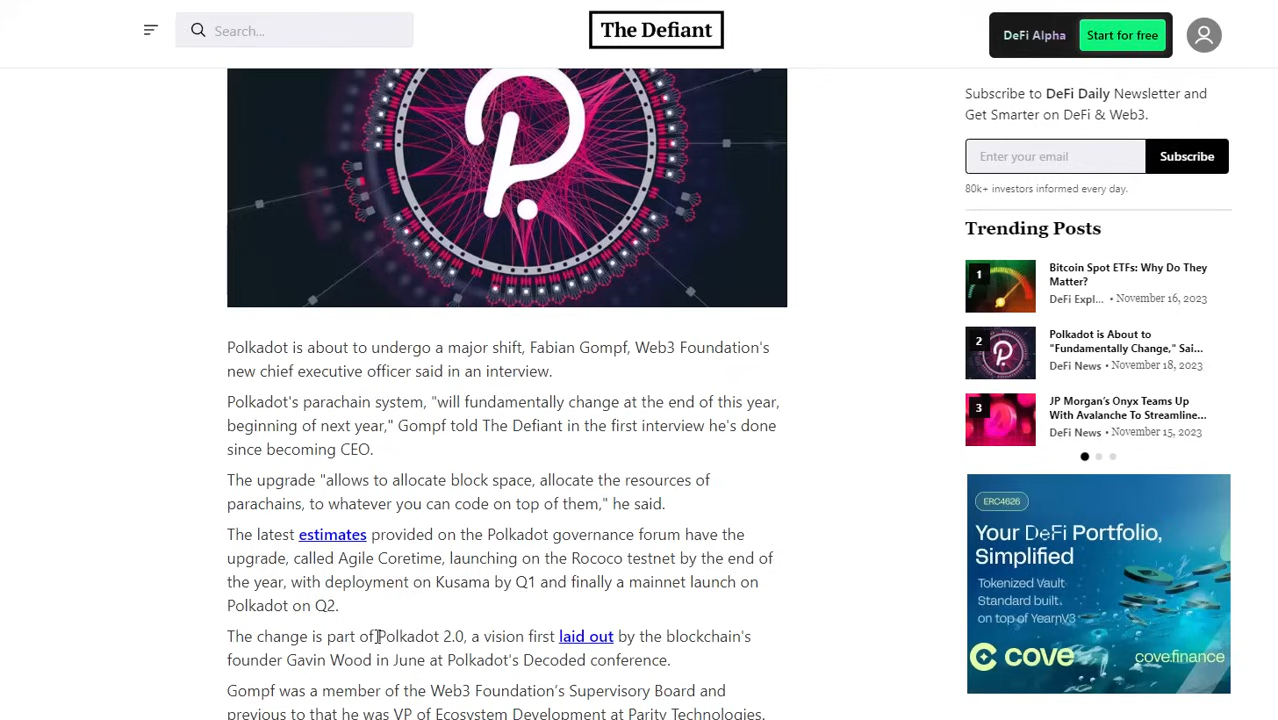 Search...
The Defiant
DeFi Alpha
Start for free
Polkadot is about to undergo a major shift, Fabian Gompf, Web3 Foundation's
new chief executive officer said in an interview.
Polkadot's parachain system, "will fundamentally change at the end of this year,
beginning of next year," Gompf told The Defiant in the first interview he's done
since becoming CEO.
The upgrade "allows to allocate block space, allocate the resources of
parachains, to whatever you can code on top of them," he said.
The latest estimates provided on the Polkadot governance forum have the
upgrade, called Agile Coretime, launching on the Rococo testnet by the end of
the year, with deployment on Kusama by Q1 and finally a mainnet launch on
Polkadot on Q2.
The change is part of Polkadot 2.0, a vision first laid out by the blockchain's
founder Gavin Wood in June at Polkadot's Decoded conference.
Gompf was a member of the Web3 Foundation's Supervisory Board and
previous to that he was VP of Ecosystem Development at Parity Technologies.
Subscribe to DeFi Daily Newsletter and
Get Smarter on DeFi & Web3.
Enter your email
Subscribe
80k+ investors informed every day.
Trending Posts
1
Bitcoin Spot ETFs: Why Do They
Matter?
DeFi Expl... • November 16, 2023
2
Polkadot is About to
"Fundamentally Change," Sai...
DeFi News • November 18, 2023
3
JP Morgan's Onyx Teams Up
With Avalanche To Streamline...
DeFi News • November 15, 2023
ERC4626
Your DeFi Portfolio,
Simplified
Tokenized Vault
Standard built
on top of YearnV3
cove
cove.finance